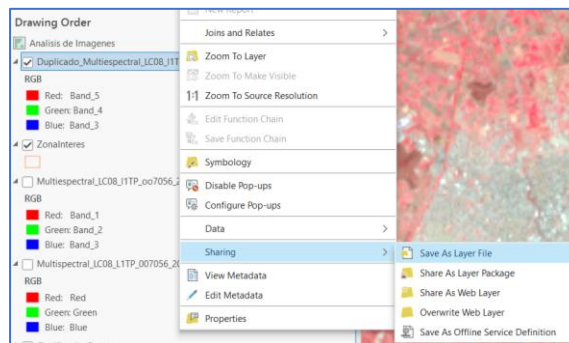 Drawing Order
Analisis de Imagenes
Duplicado_Multiespectral_LC08_l1T
RGB
Red: Band_5
Green: Band_4
Blue: Band_3
ZonaInteres
Multiespectral_LC08_l1TP_oo7056_2
RGB
Red: Band_1
Green: Band_2
Blue: Band_3
Multispectral_LC08_L1TP_007056_20
RGB
Red: Red
Green: Green
Blue: Blue
New Report
Joins and Relates
Zoom To Layer
Zoom To Make Visible
1:1 Zoom To Source Resolution
Edit Function Chain
Save Function Chain
Symbology
Disable Pop-ups
Configure Pop-ups
Data
Sharing
View Metadata
Edit Metadata
Properties
Save As Layer File
Share As Layer Package
Share As Web Layer
Overwrite Web Layer
Save As Offline Service Definition